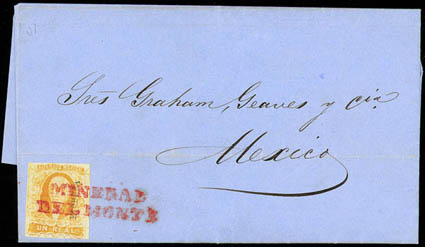 Sres Graham, Geaves y cia
Mexico
MINERAL
DEL MONTE
UN REAL